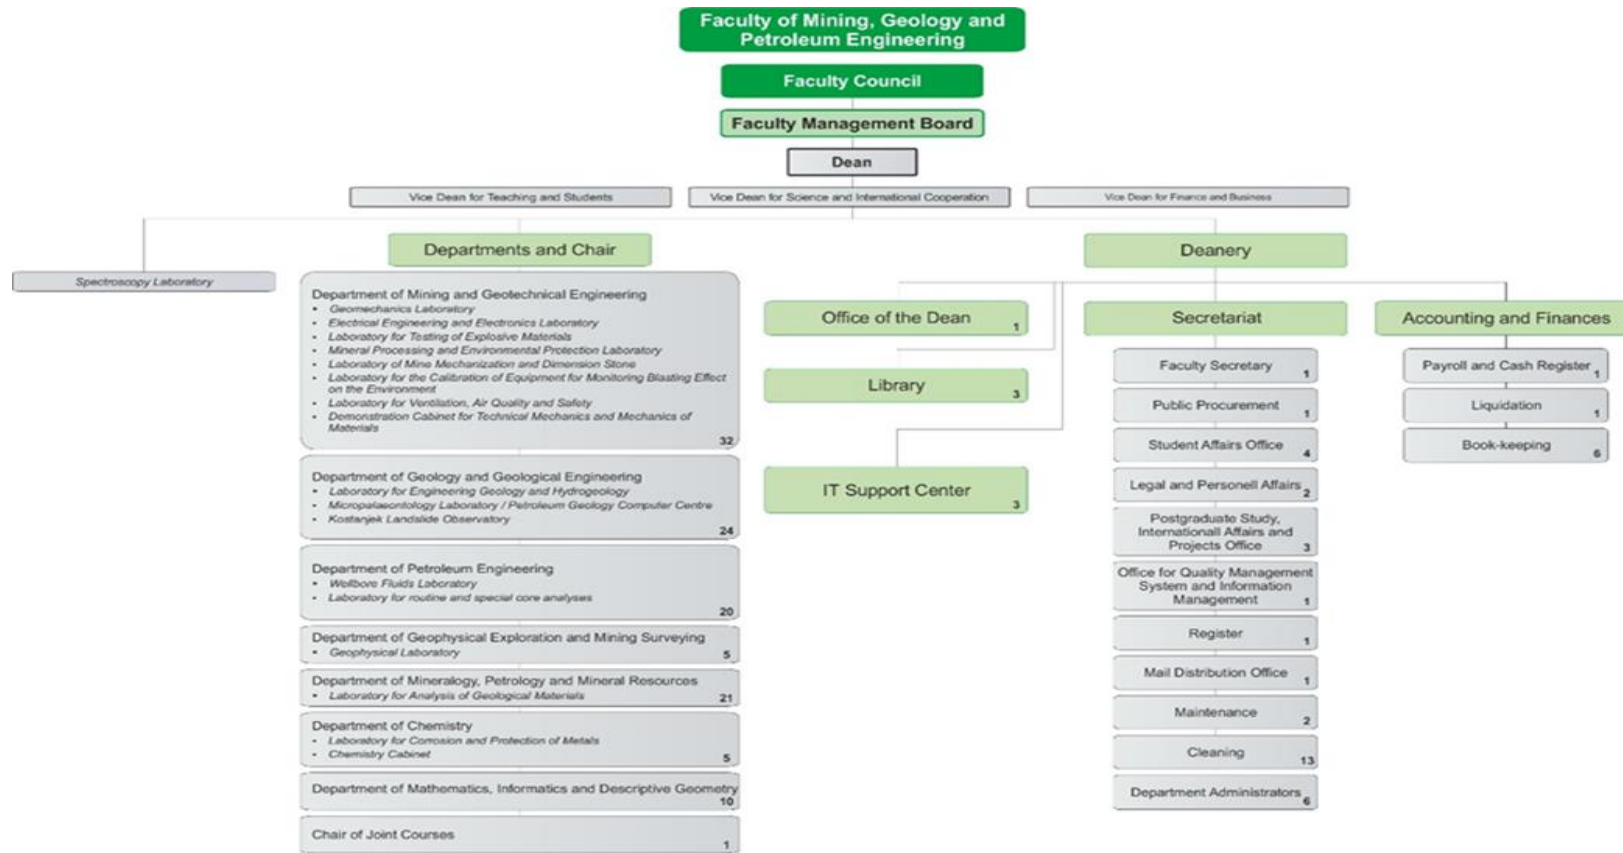 Faculty of Mining, Geology and
Petroleum Engineering
Faculty Council
Faculty Management Board
Dean
Vice Dean for Teaching and Students
Vice Dean for Science and International Cooperation
Vice Dean for Finance and Business
Departments and Chair
Deanery
Spectroscopy Laboratory
Department of Mining and Geotechnical Engineering
• Geomechanics Laboratory
• Electrical Engineering and Electronics Laboratory
• Laboratory for Testing of Explosive Materials
• Mineral Processing and Environmental Protection Laboratory
• Laboratory of Mine Mechanization and Dimension Stone
• Laboratory for the Calibration of Equipment for Monitoring Blasting Effect
on the Environment
• Laboratory for Ventilation, Air Quality and Safety
• Demonstration Cabinet for Technical Mechanics and Mechanics of
Materials
32
Department of Geology and Geological Engineering
• Laboratory for Engineering Geology and Hydrogeology
• Micropalaeontology Laboratory / Petroleum Geology Computer Centre
• Kostanjek Landslide Observatory
24
Department of Petroleum Engineering
• Wellbore Fluids Laboratory
• Laboratory for routine and special core analyses
20
Department of Geophysical Exploration and Mining Surveying
• Geophysical Laboratory
5
Department of Mineralogy, Petrology and Mineral Resources
• Laboratory for Analysis of Geological Materials
21
Department of Chemistry
• Laboratory for Corrosion and Protection of Metals
• Chemistry Cabinet
5
Department of Mathematics, Informatics and Descriptive Geometry
10
Chair of Joint Courses
1
Office of the Dean
1
Library
3
IT Support Center
3
Secretariat
Faculty Secretary
1
Public Procurement
1
Student Affairs Office
4
Legal and Personell Affairs
2
Postgraduate Study,
Internationall Affairs and
Projects Office
3
Office for Quality Management
System and Information
Management
1
Register
1
Mail Distribution Office
1
Maintenance
2
Cleaning
13
Department Administrators
6
Accounting and Finances
Payroll and Cash Register
1
Liquidation
1
Book-keeping
6